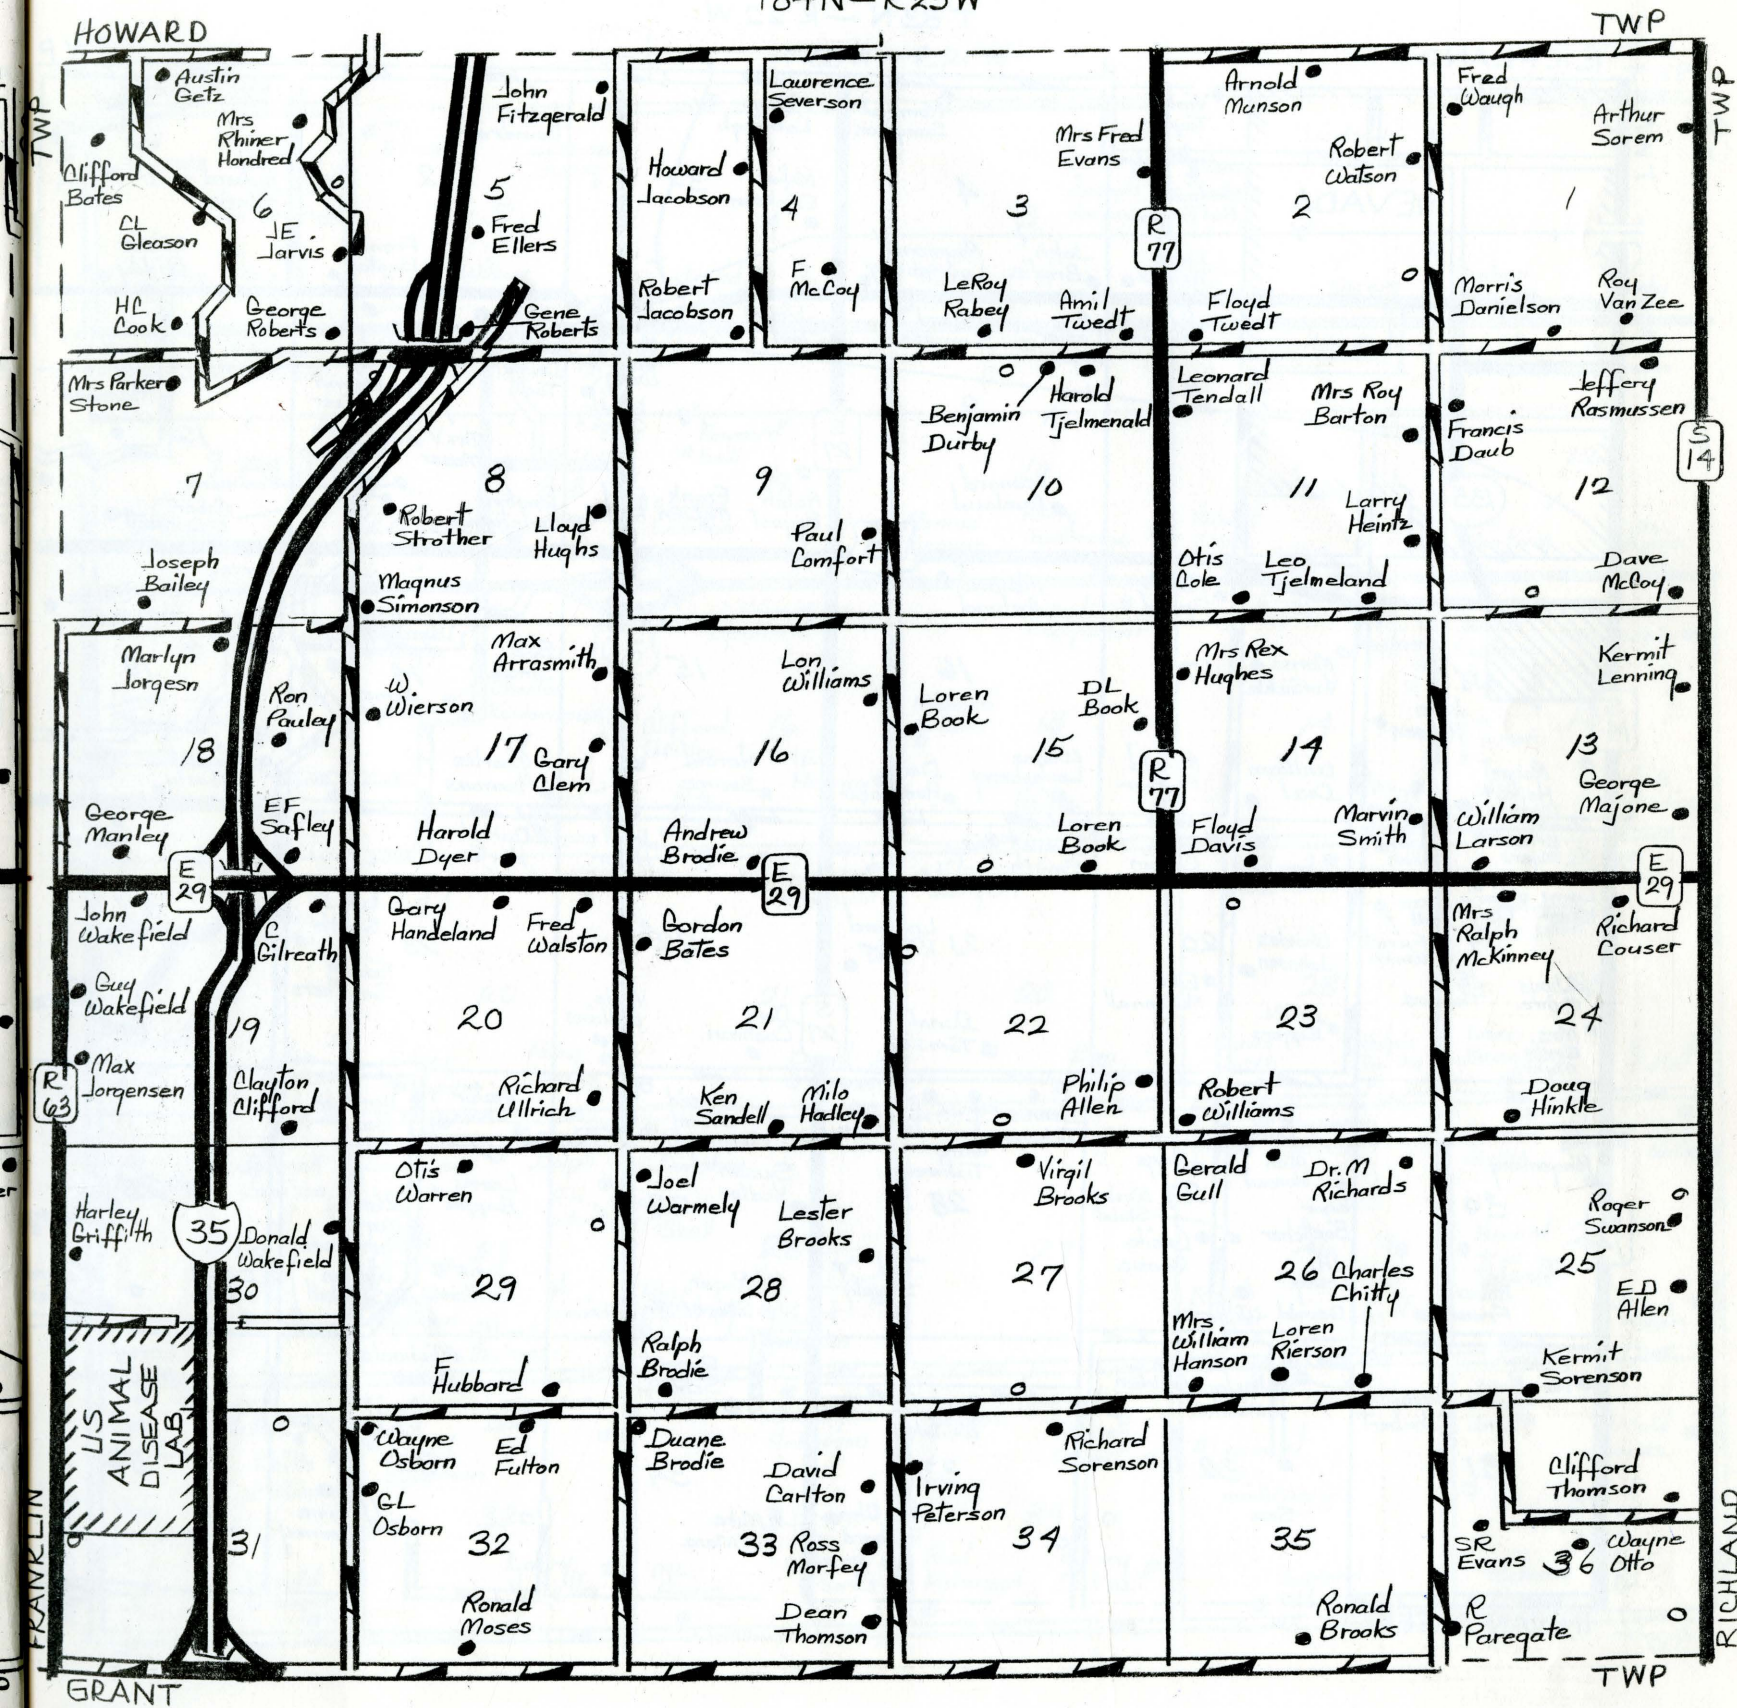 T84N-R23W
HOWARD
TWP
TWP
TWP
Austin
Getz
Mrs
Rhiner
Hondred
Clifford
Bates
CL
Gleason
6
JE
Jarvis
HC
Cook
George
Roberts
John
Fitzgerald
5
Fred
Ellers
Gene
Roberts
Lawrence
Severson
Howard
Jacobson
4
F
McCoy
Robert
Jacobson
Mrs Fred
Evans
3
LeRoy
Rabey
Amil
Twedt
R
77
Arnold
Munson
Robert
Watson
2
Floyd
Twedt
Fred
Waugh
Arthur
Sorem
1
Morris
Danielson
Roy
VanZee
Mrs Parker
Stone
7
Joseph
Bailey
8
Robert
Strother
Lloyd
Hughs
Magnus
Simonson
9
Paul
Comfort
Benjamin
Durby
Harold
Tjelmenald
10
Leonard
Tendall
Mrs Roy
Barton
11
Larry
Heintz
Otis
Cole
Leo
Tjelmeland
Jeffery
Rasmussen
Francis
Daub
S
14
12
Dave
McCoy
Marlyn
Jorgesn
Ron
Pauley
18
George
Manley
EF
Safley
E
29
Max
Arrasmith
W
Wierson
17
Gary
Clem
Harold
Dyer
Lon
Williams
16
Andrew
Brodie
E
29
Loren
Book
DL
Book
15
Loren
Book
R
77
Mrs Rex
Hughes
14
Floyd
Davis
Marvin
Smith
Kermit
Lenning
13
George
Majone
William
Larson
E
29
John
Wakefield
C
Gilreath
Guy
Wakefield
19
Max
Jorgensen
R
63
Clayton
Clifford
Gary
Handeland
Fred
Walston
20
Richard
Ullrich
Gordon
Bates
21
Ken
Sandell
Milo
Hadley
22
Philip
Allen
23
Robert
Williams
Mrs
Ralph
McKinney
Richard
Couser
24
Doug
Hinkle
Harley
Griffith
35
Donald
Wakefield
30
Otis
Warren
29
F
Hubbard
Joel
Warmely
Lester
Brooks
28
Ralph
Brodie
Virgil
Brooks
27
Gerald
Gull
Dr.M
Richards
26
Charles
Chitty
Mrs
William
Hanson
Loren
Rierson
Roger
Swanson
25
ED
Allen
Kermit
Sorenson
US
ANIMAL
DISEASE
LAB
31
Wayne
Osborn
Ed
Fulton
GL
Osborn
32
Ronald
Moses
Duane
Brodie
David
Carlton
33
Ross
Morfey
Dean
Thomson
Richard
Sorenson
Irving
Peterson
34
35
Ronald
Brooks
Clifford
Thomson
SR
Evans
36
Wayne
Otto
R
Paregate
FRANKLIN
RICHLAND
GRANT
TWP